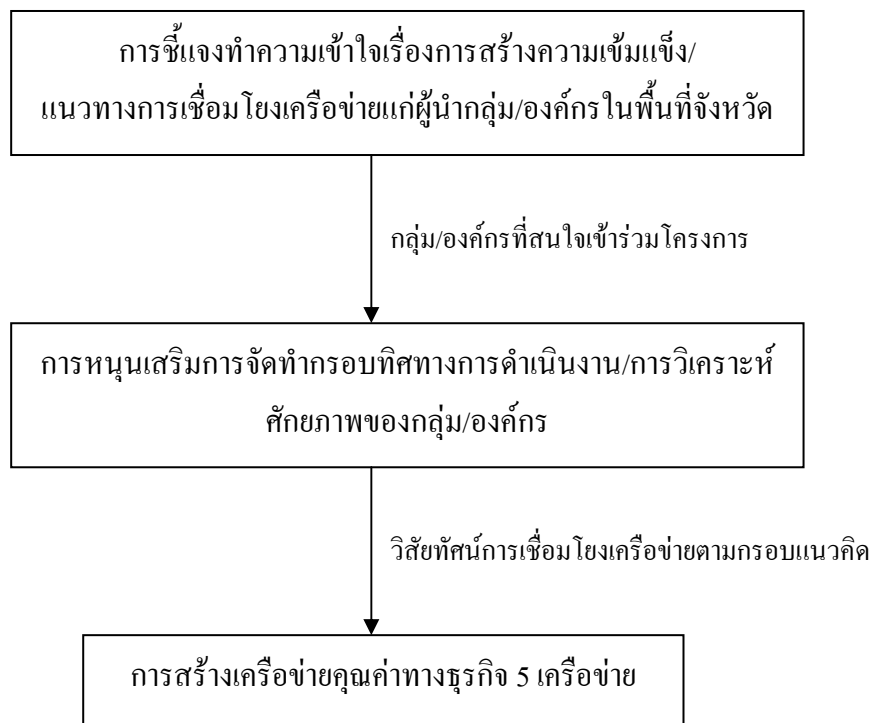 การชี้แจงทำความเข้าใจเรื่องการสร้างความเข้มแข็ง/
แนวทางการเชื่อมโยงเครือข่ายแก่ผู้นำกลุ่ม/องค์กรในพื้นที่จังหวัด
กลุ่ม/องค์กรที่สนใจเข้าร่วมโครงการ
การหนุนเสริมการจัดทำกรอบทิศทางการดำเนินงาน/การวิเคราะห์
ศักยภาพของกลุ่ม/องค์กร
วิสัยทัศน์การเชื่อมโยงเครือข่ายตามกรอบแนวคิด
การสร้างเครือข่ายคุณค่าทางธุรกิจ 5 เครือข่าย